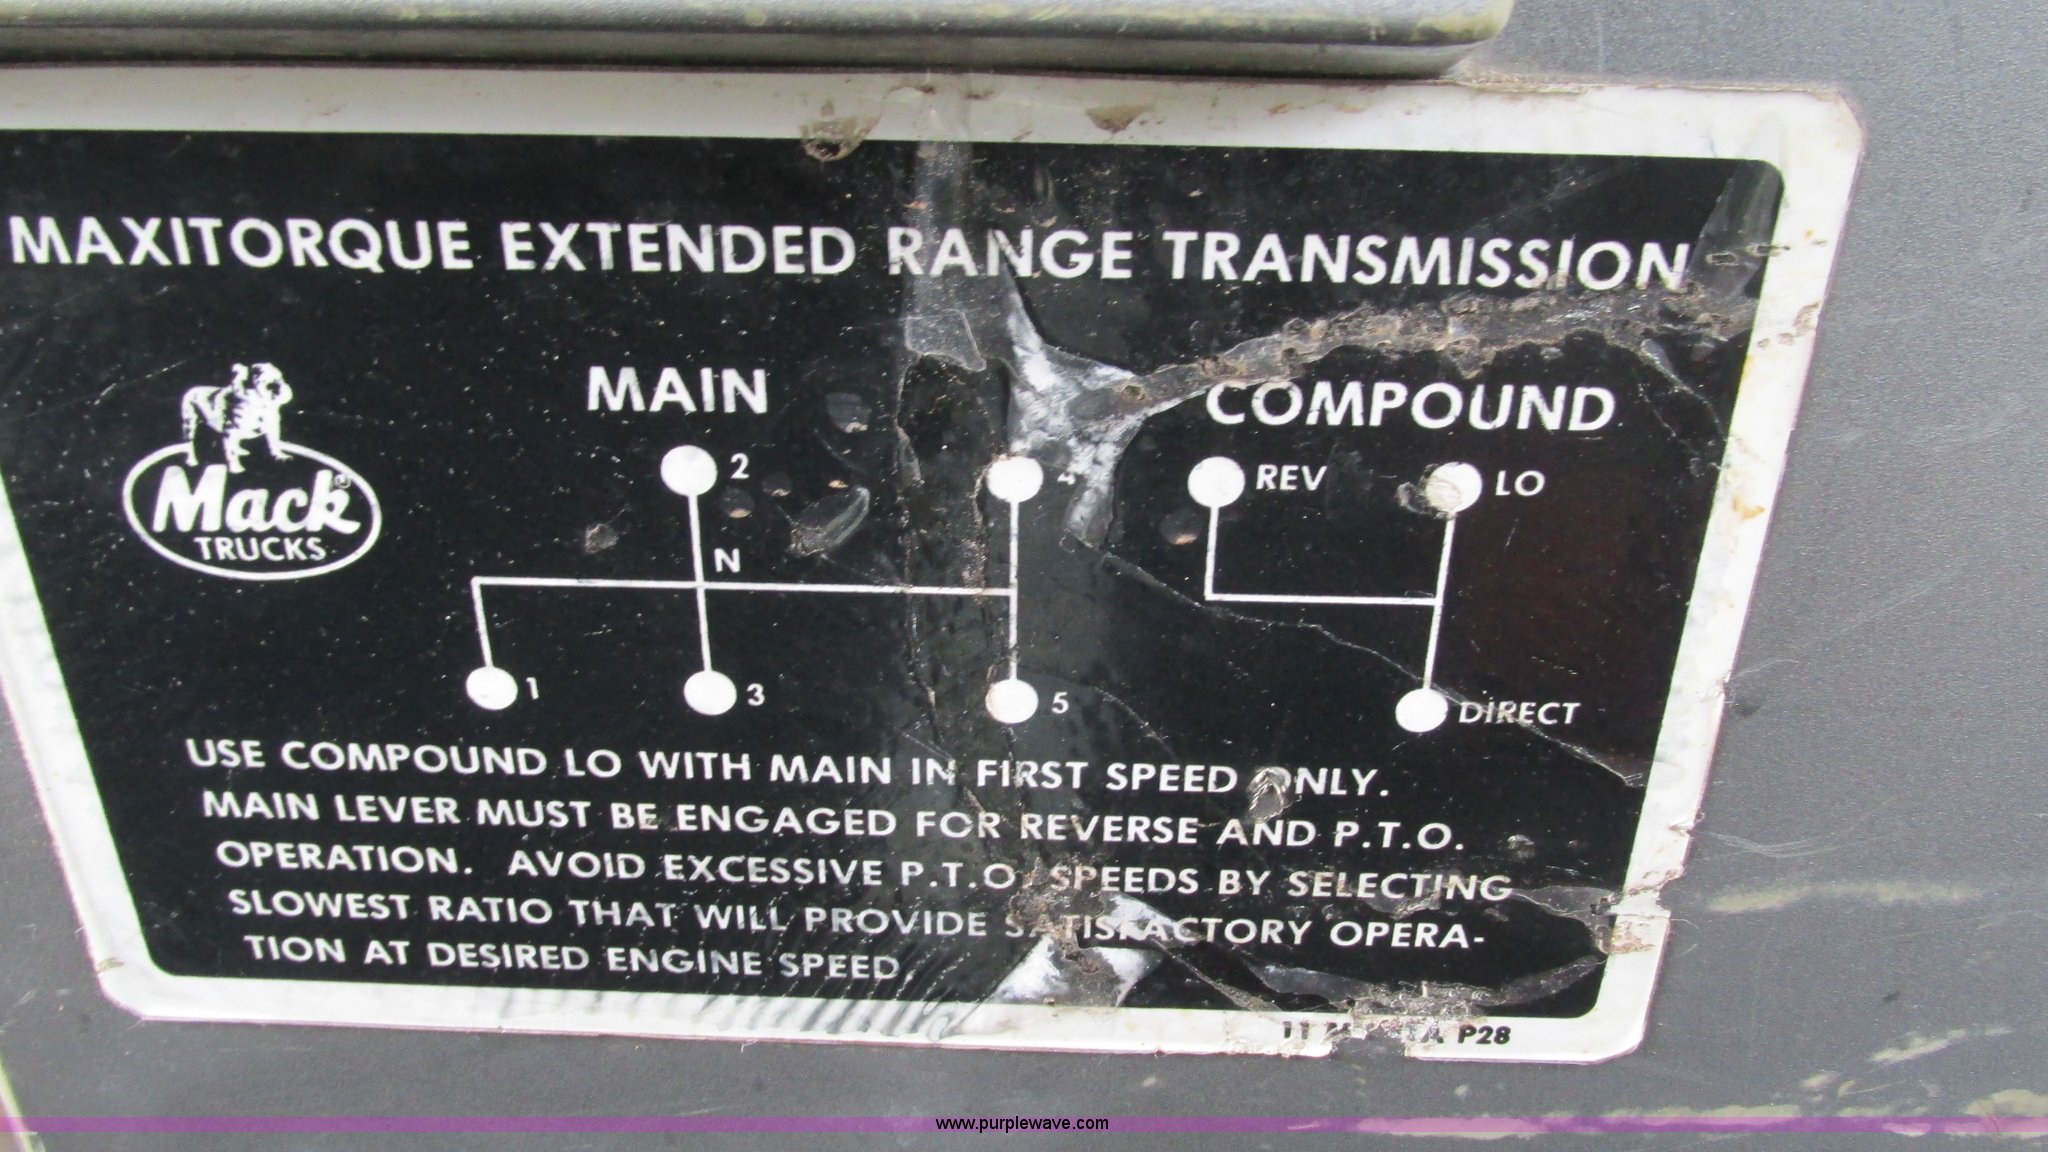 MAXITORQUE EXTENDED RANGE TRANSMISSION
MAIN
COMPOUND
2
4
REV
LO
Mack
®
TRUCKS
N
1
3
5
DIRECT
USE COMPOUND LO WITH MAIN IN FIRST SPEED ONLY.
MAIN LEVER MUST BE ENGAGED FOR REVERSE AND P.T.O.
OPERATION. AVOID EXCESSIVE P.T.O. SPEEDS BY SELECTING
SLOWEST RATIO THAT WILL PROVIDE SATISFACTORY OPERA-
TION AT DESIRED ENGINE SPEED.
11 P28
www.purplewave.com